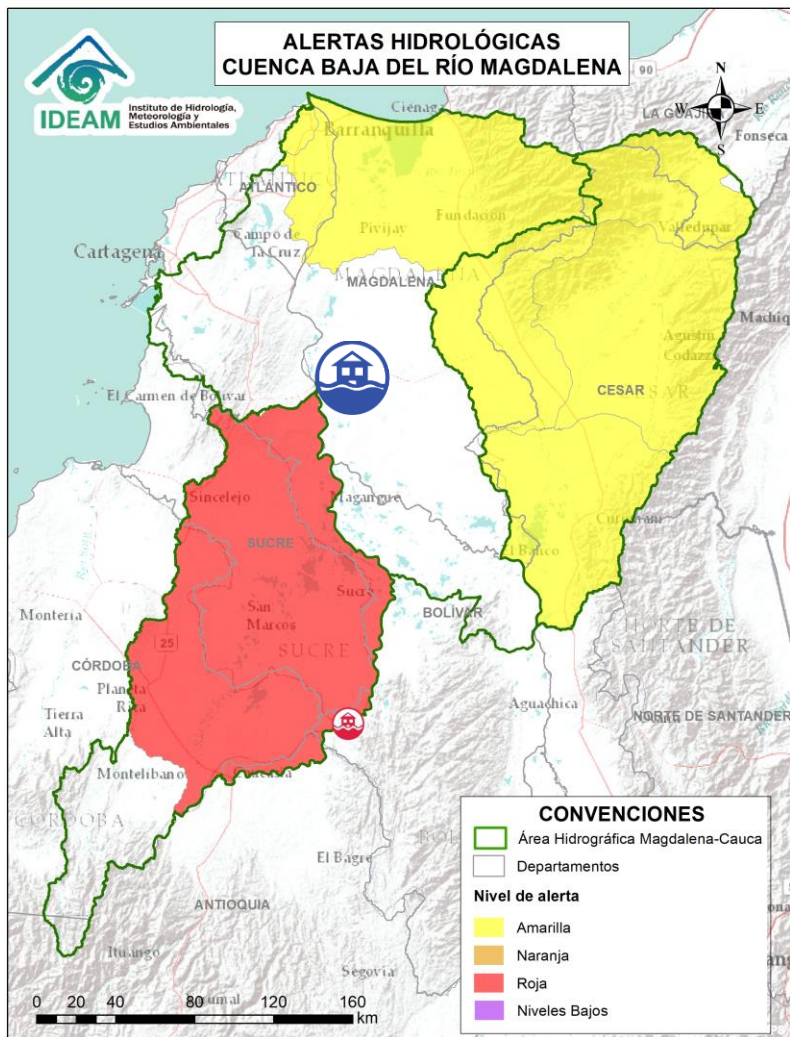 ALERTAS HIDROLÓGICAS
CUENCA BAJA DEL RÍO MAGDALENA
IDEAM
Instituto de Hidrología,
Meteorología y
Estudios Ambientales
90
N
W
E
S
Ciénaga
LA GUAJIRA
Fonseca
Barranquilla
ATLÁNTICO
Pivijay
Fundación
Valledupar
Campo de
la Cruz
Cartagena
MAGDALENA
Agustín
Codazzi
CESAR
El Carmen de Bolívar
Sincelejo
Magangué
SUCRE
El Banco
Sucre
BOLÍVAR
San
Marcos
SUCRE
Montería
NORTE DE
SANTANDER
25
CÓRDOBA
Planeta
Rica
Tierra
Alta
Aguachica
NORTE DE SANTANDER
Montelíbano
CÓRDOBA
El Bagre
ANTIOQUIA
Ituango
Segovia
CONVENCIONES
Área Hidrográfica Magdalena-Cauca
Departamentos
Nivel de alerta
Amarilla
Naranja
Roja
Niveles Bajos
0 20 40 80 120 160
km